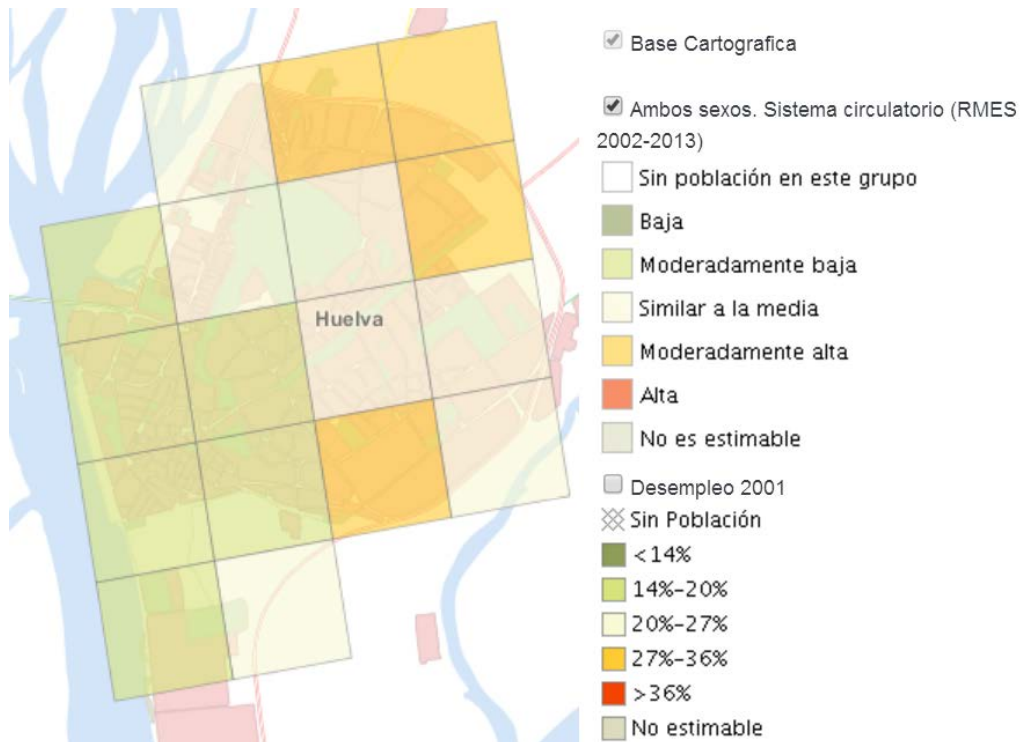 Huelva
Base Cartografica
Ambos sexos. Sistema circulatorio (RMES
2002-2013)
Sin población en este grupo
Baja
Moderadamente baja
Similar a la media
Moderadamente alta
Alta
No es estimable
Desempleo 2001
Sin Población
<14%
14%-20%
20%-27%
27%-36%
>36%
No estimable